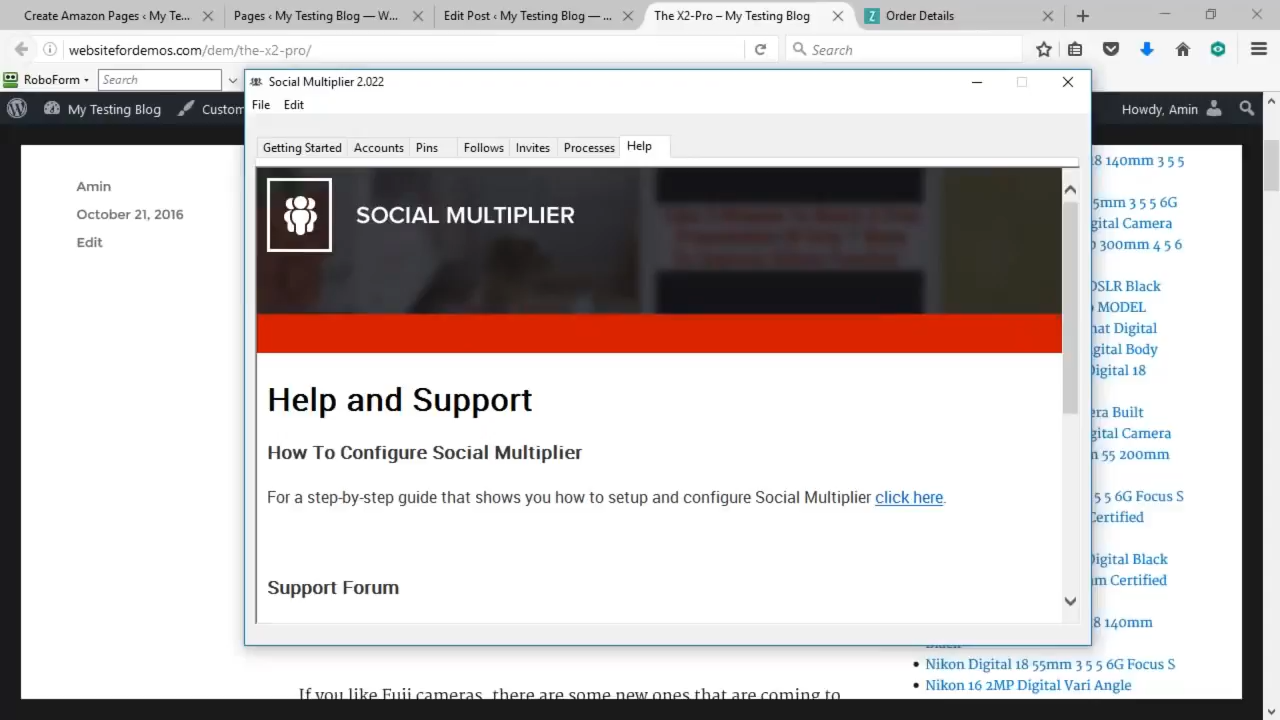 Create Amazon Pages ‹ My Te...
Pages ‹ My Testing Blog — W...
Edit Post ‹ My Testing Blog — ...
The X2-Pro – My Testing Blog
Z Order Details
websitefordemos.com/dem/the-x2-pro/
Search
RoboForm
Search
My Testing Blog
Custom
Howdy, Amin
Social Multiplier 2.022
File Edit
Getting Started Accounts Pins Follows Invites Processes Help
SOCIAL MULTIPLIER
Help and Support
How To Configure Social Multiplier
For a step-by-step guide that shows you how to setup and configure Social Multiplier click here.
Support Forum
Amin
October 21, 2016
Edit
If you like Fuji cameras, there are some new ones that are coming to
18 140mm 3 5 5
55mm 3 5 5 6G
igital Camera
300mm 4 5 6
DSLR Black
MODEL
mat Digital
igital Body
Digital 18
era Built
igital Camera
55 200mm
5 5 6G Focus S
Certified
igital Black
m Certified
8 140mm
Black
Nikon Digital 18 55mm 3 5 5 6G Focus S
Nikon 16 2MP Digital Vari Angle